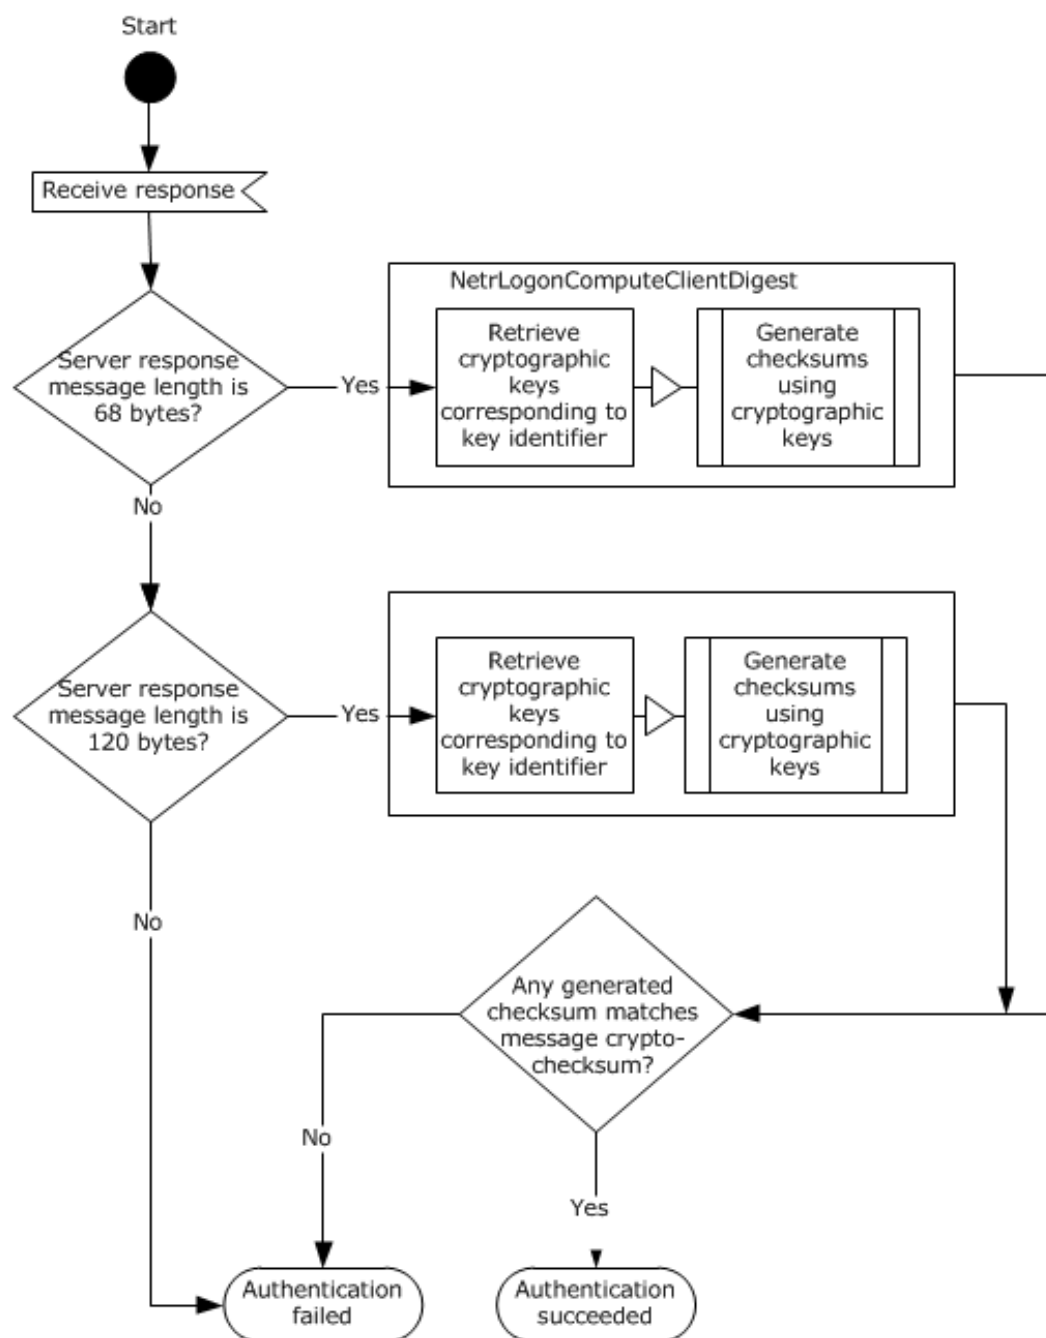 Start
Receive response
Server response
message length is
68 bytes?
Yes
NetrLogonComputeClientDigest
Retrieve
cryptographic
keys
corresponding to
key identifier
Generate
checksums
using
cryptographic
keys
No
Server response
message length is
120 bytes?
Yes
Retrieve
cryptographic
keys
corresponding to
key identifier
Generate
checksums
using
cryptographic
keys
No
Any generated
checksum matches
message crypto-
checksum?
No
Yes
Authentication
failed
Authentication
succeeded